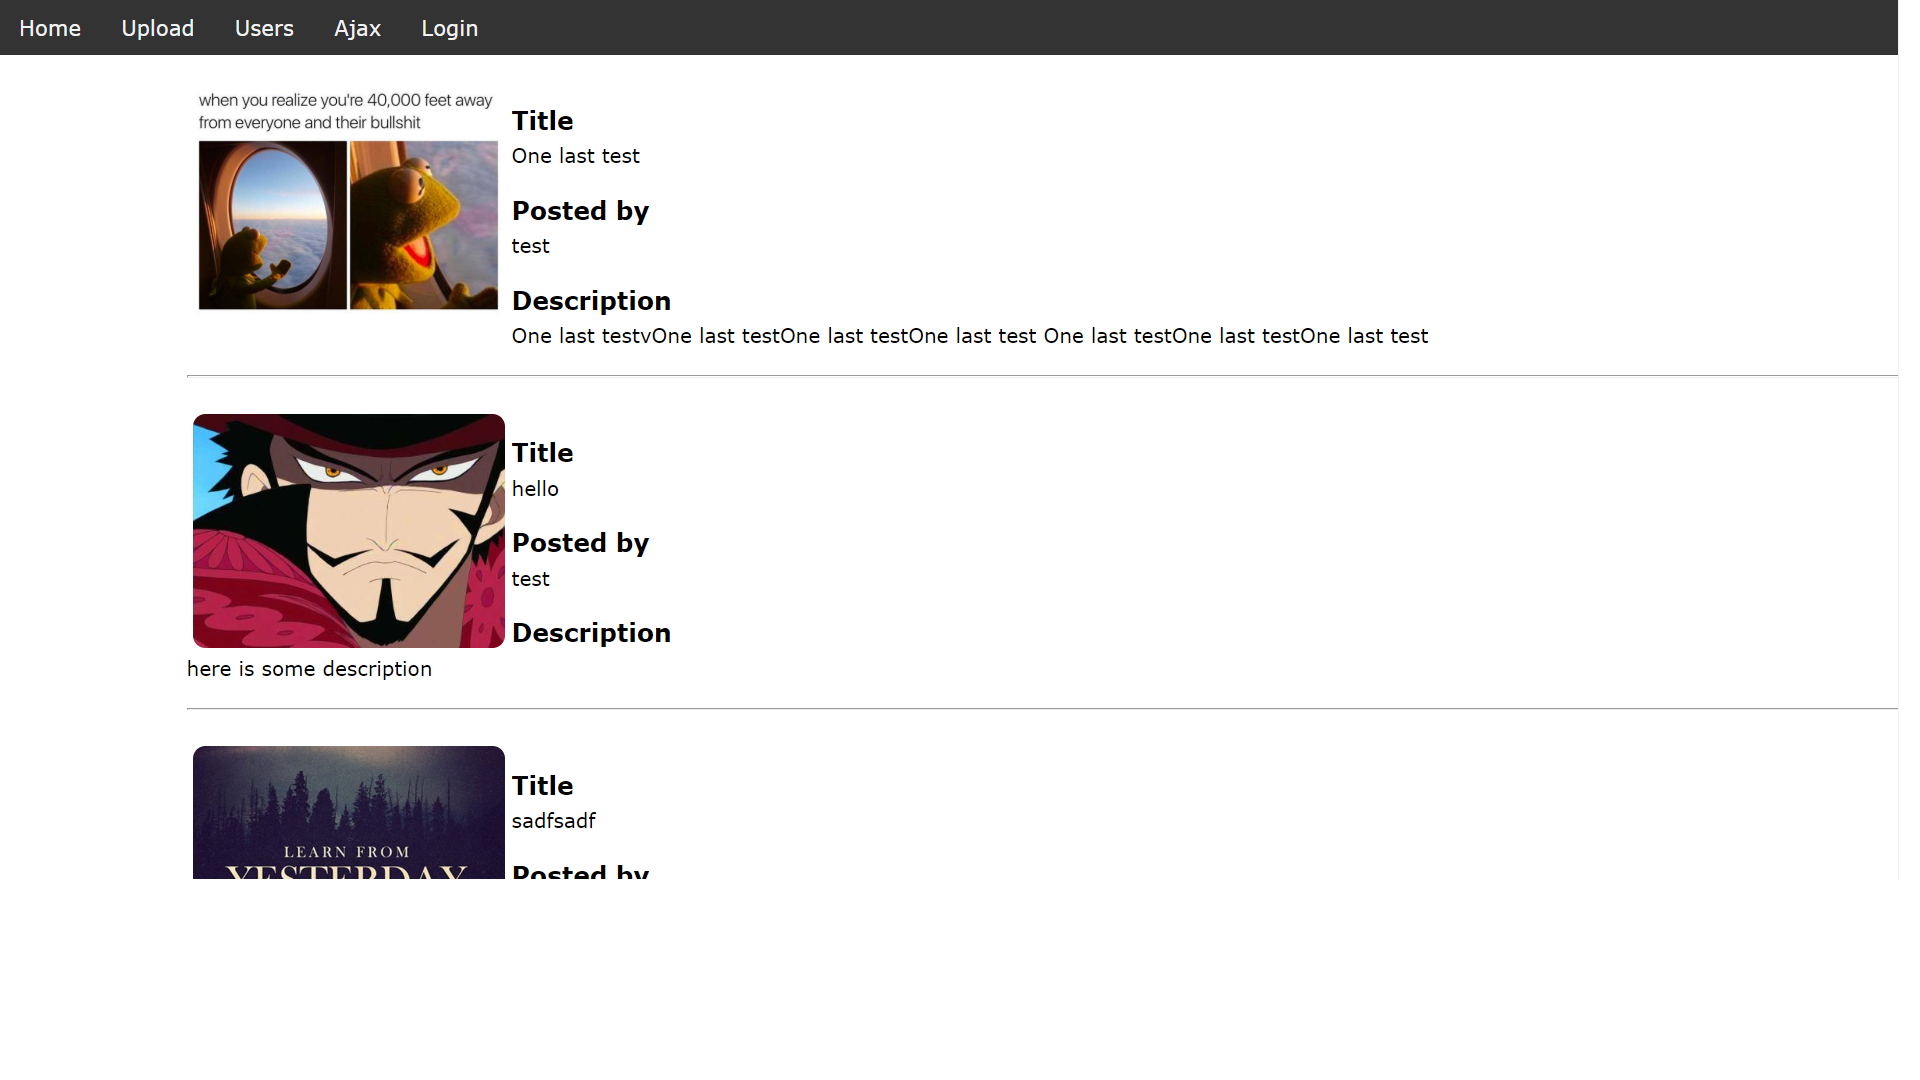 Home Upload Users Ajax Login
when you realize you're 40,000 feet away
from everyone and their bullshit
Title
One last test
Posted by
test
Description
One last testvOne last testOne last testOne last test One last testOne last testOne last test
Title
hello
Posted by
test
Description
here is some description
LEARN FROM
YESTERDAY
Title
sadfsadf
Posted by